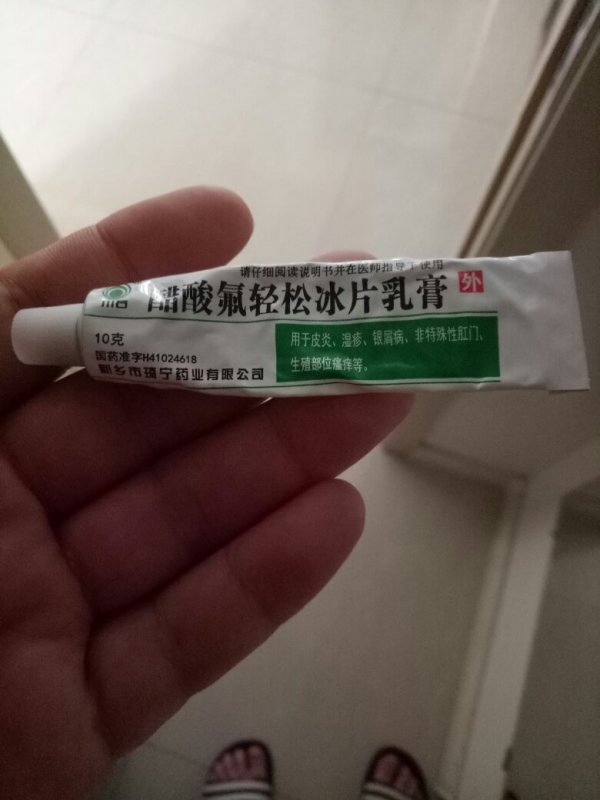 请仔细阅读说明书并在医师指导下使用
醋酸氟轻松冰片乳膏
外
10克
国药准字H41024618
新乡市琦宁药业有限公司
用于皮炎、湿疹、银屑病、非特殊性肛门、
生殖部位瘙痒等。